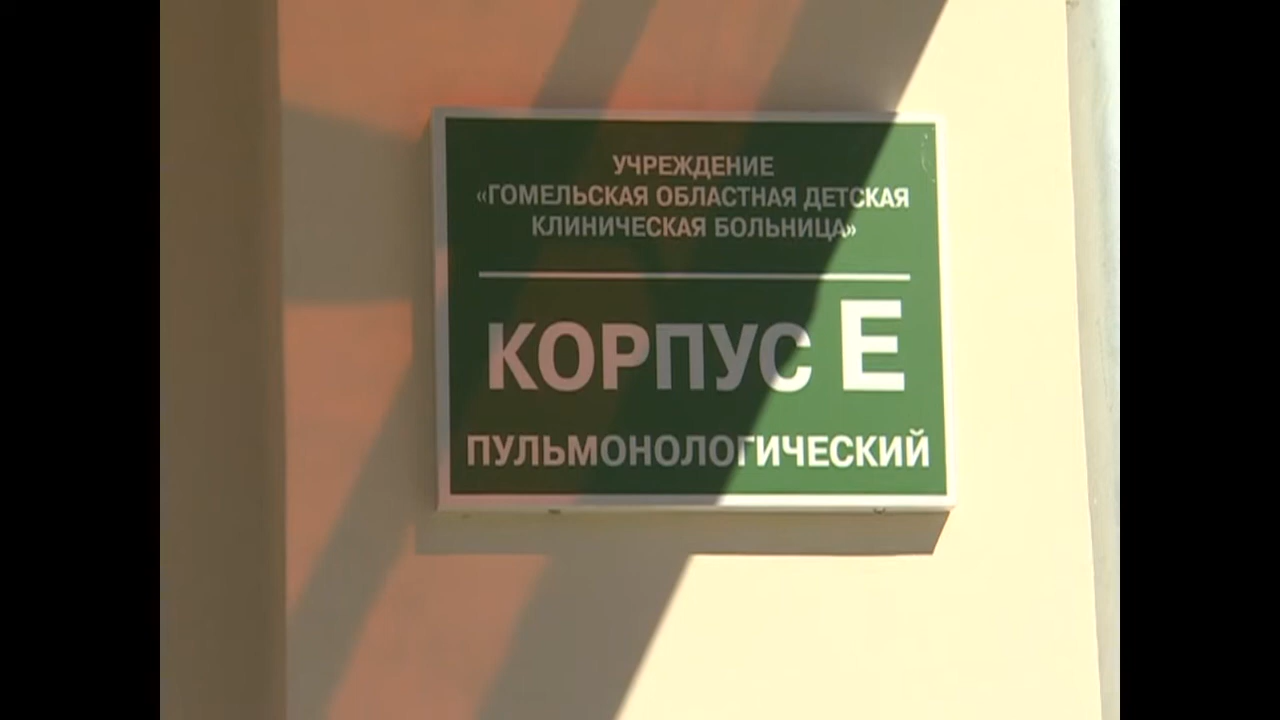 УЧРЕЖДЕНИЕ
«ГОМЕЛЬСКАЯ ОБЛАСТНАЯ ДЕТСКАЯ
КЛИНИЧЕСКАЯ БОЛЬНИЦА»
КОРПУС Е
ПУЛЬМОНОЛОГИЧЕСКИЙ